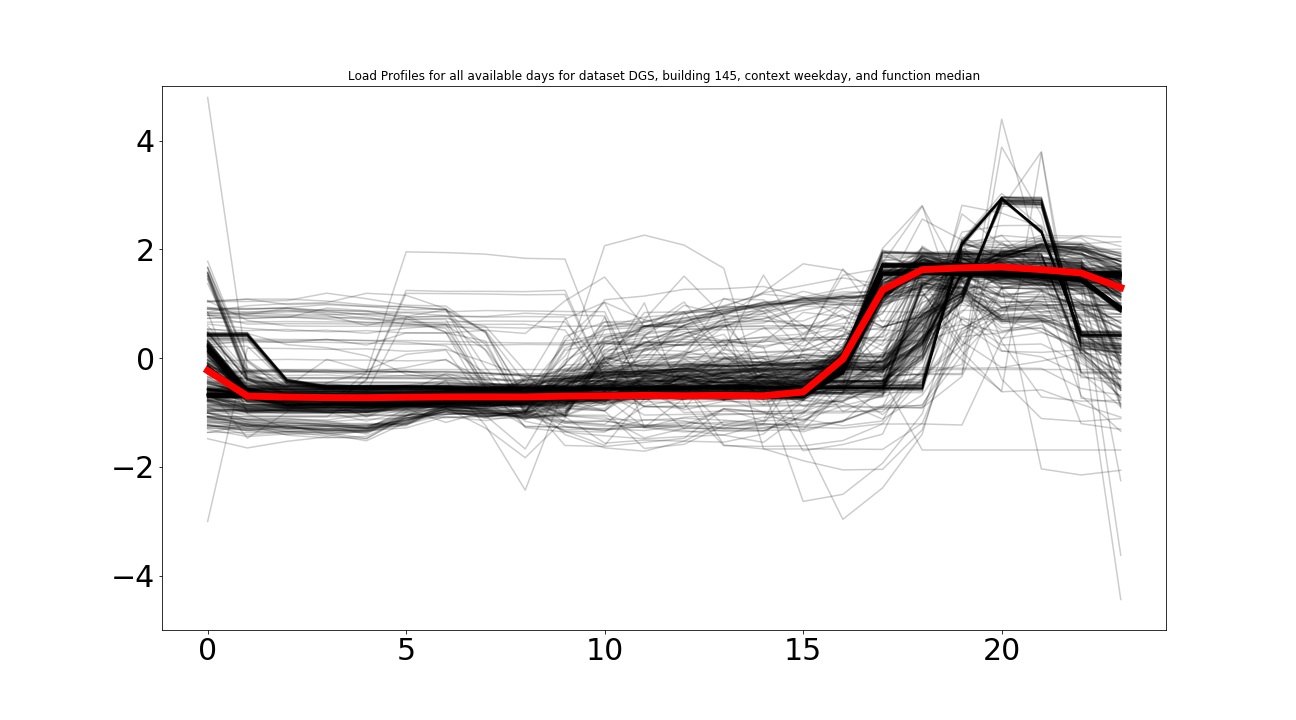 Load Profiles for all available days for dataset DGS, building 145, context weekday, and function median
4
2
0
−2
−4
0 5 10 15 20